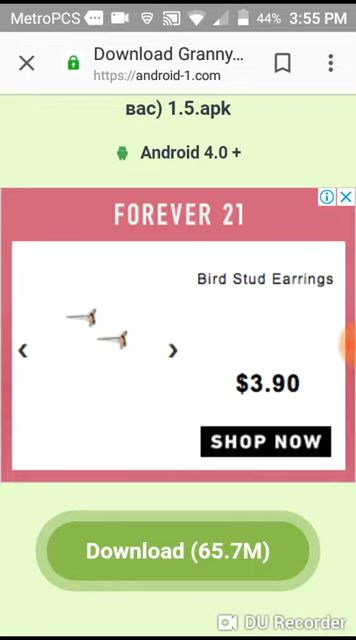 MetroPCS 44% 3:55 PM
Download Granny...
https://android-1.com
вас) 1.5.apk
Android 4.0 +
FOREVER 21
Bird Stud Earrings
$3.90
SHOP NOW
Download (65.7M)
DU Recorder